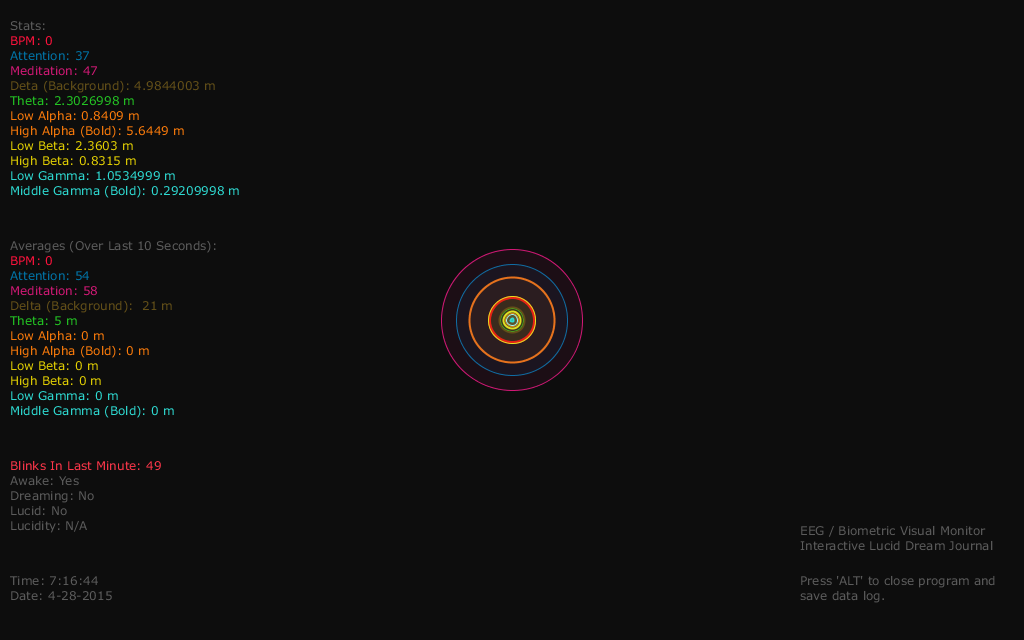 Stats:
BPM: 0
Attention: 37
Meditation: 47
Deta (Background): 4.9844003 m
Theta: 2.3026998 m
Low Alpha: 0.8409 m
High Alpha (Bold): 5.6449 m
Low Beta: 2.3603 m
High Beta: 0.8315 m
Low Gamma: 1.0534999 m
Middle Gamma (Bold): 0.29209998 m
Averages (Over Last 10 Seconds):
BPM: 0
Attention: 54
Meditation: 58
Delta (Background):  21 m
Theta: 5 m
Low Alpha: 0 m
High Alpha (Bold): 0 m
Low Beta: 0 m
High Beta: 0 m
Low Gamma: 0 m
Middle Gamma (Bold): 0 m
Blinks In Last Minute: 49
Awake: Yes
Dreaming: No
Lucid: No
Lucidity: N/A
Time: 7:16:44
Date: 4-28-2015
EEG / Biometric Visual Monitor
Interactive Lucid Dream Journal
Press 'ALT' to close program and
save data log.